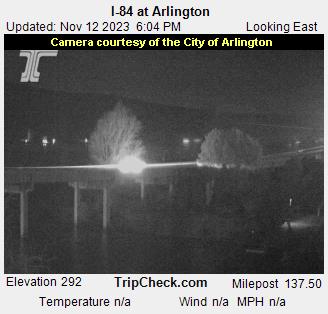 I-84 at Arlington
Updated: Nov 12 2023 6:04 PM Looking East
Camera courtesy of the City of Arlington
Elevation 292 TripCheck.com Milepost 137.50
Temperature n/a Wind n/a MPH n/a